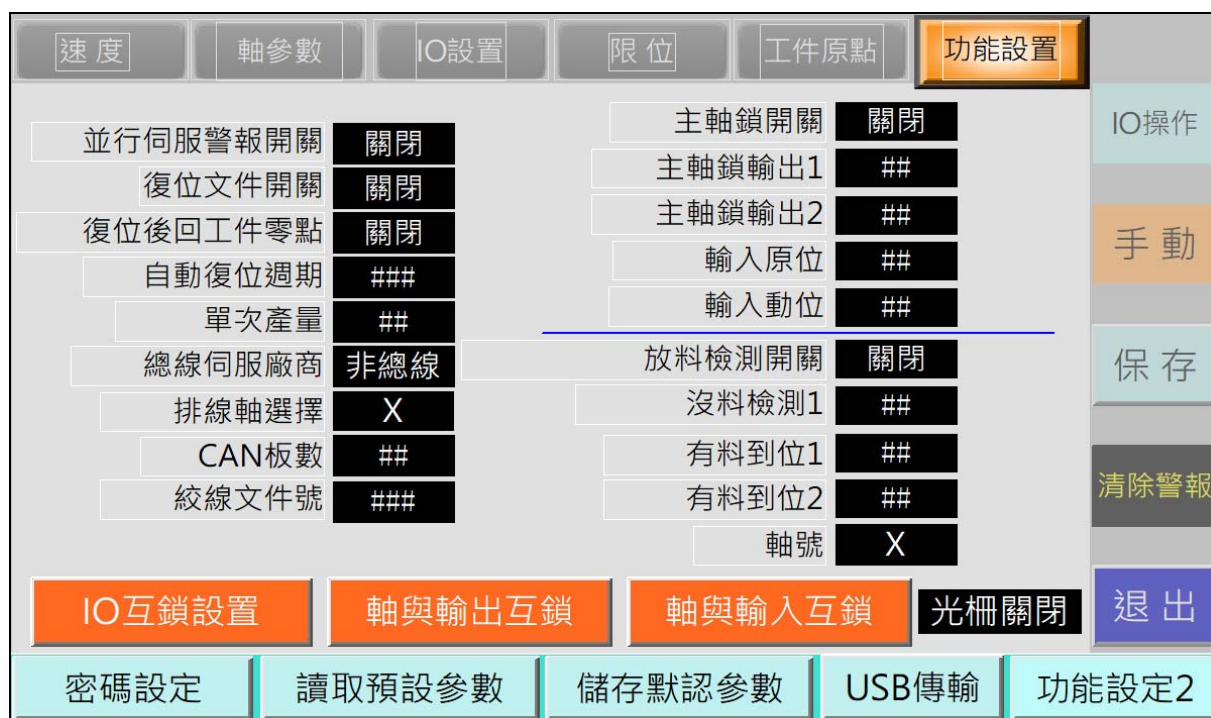 速 度 軸參數 IO設置 限 位 工件原點 功能設置
並行伺服警報開關 關閉
復位文件開關 關閉
復位後回工件零點 關閉
自動復位週期 ###
單次產量 ##
總線伺服廠商 非總線
排線軸選擇 X
CAN板數 ##
絞線文件號 ###
主軸鎖開關 關閉
主軸鎖輸出1 ##
主軸鎖輸出2 ##
輸入原位 ##
輸入動位 ##
放料檢測開關 關閉
沒料檢測1 ##
有料到位1 ##
有料到位2 ##
軸號 X
IO操作
手 動
保 存
清除警報
退 出
IO互鎖設置 軸與輸出互鎖 軸與輸入互鎖 光柵關閉
密碼設定 讀取預設參數 儲存默認參數 USB傳輸 功能設定2